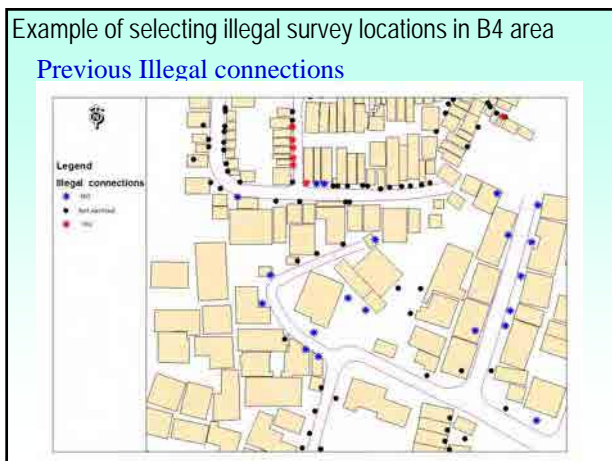 Example of selecting illegal survey locations in B4 area
Previous Illegal connections
Legend
Illegal connections
NO
Not verified
YES